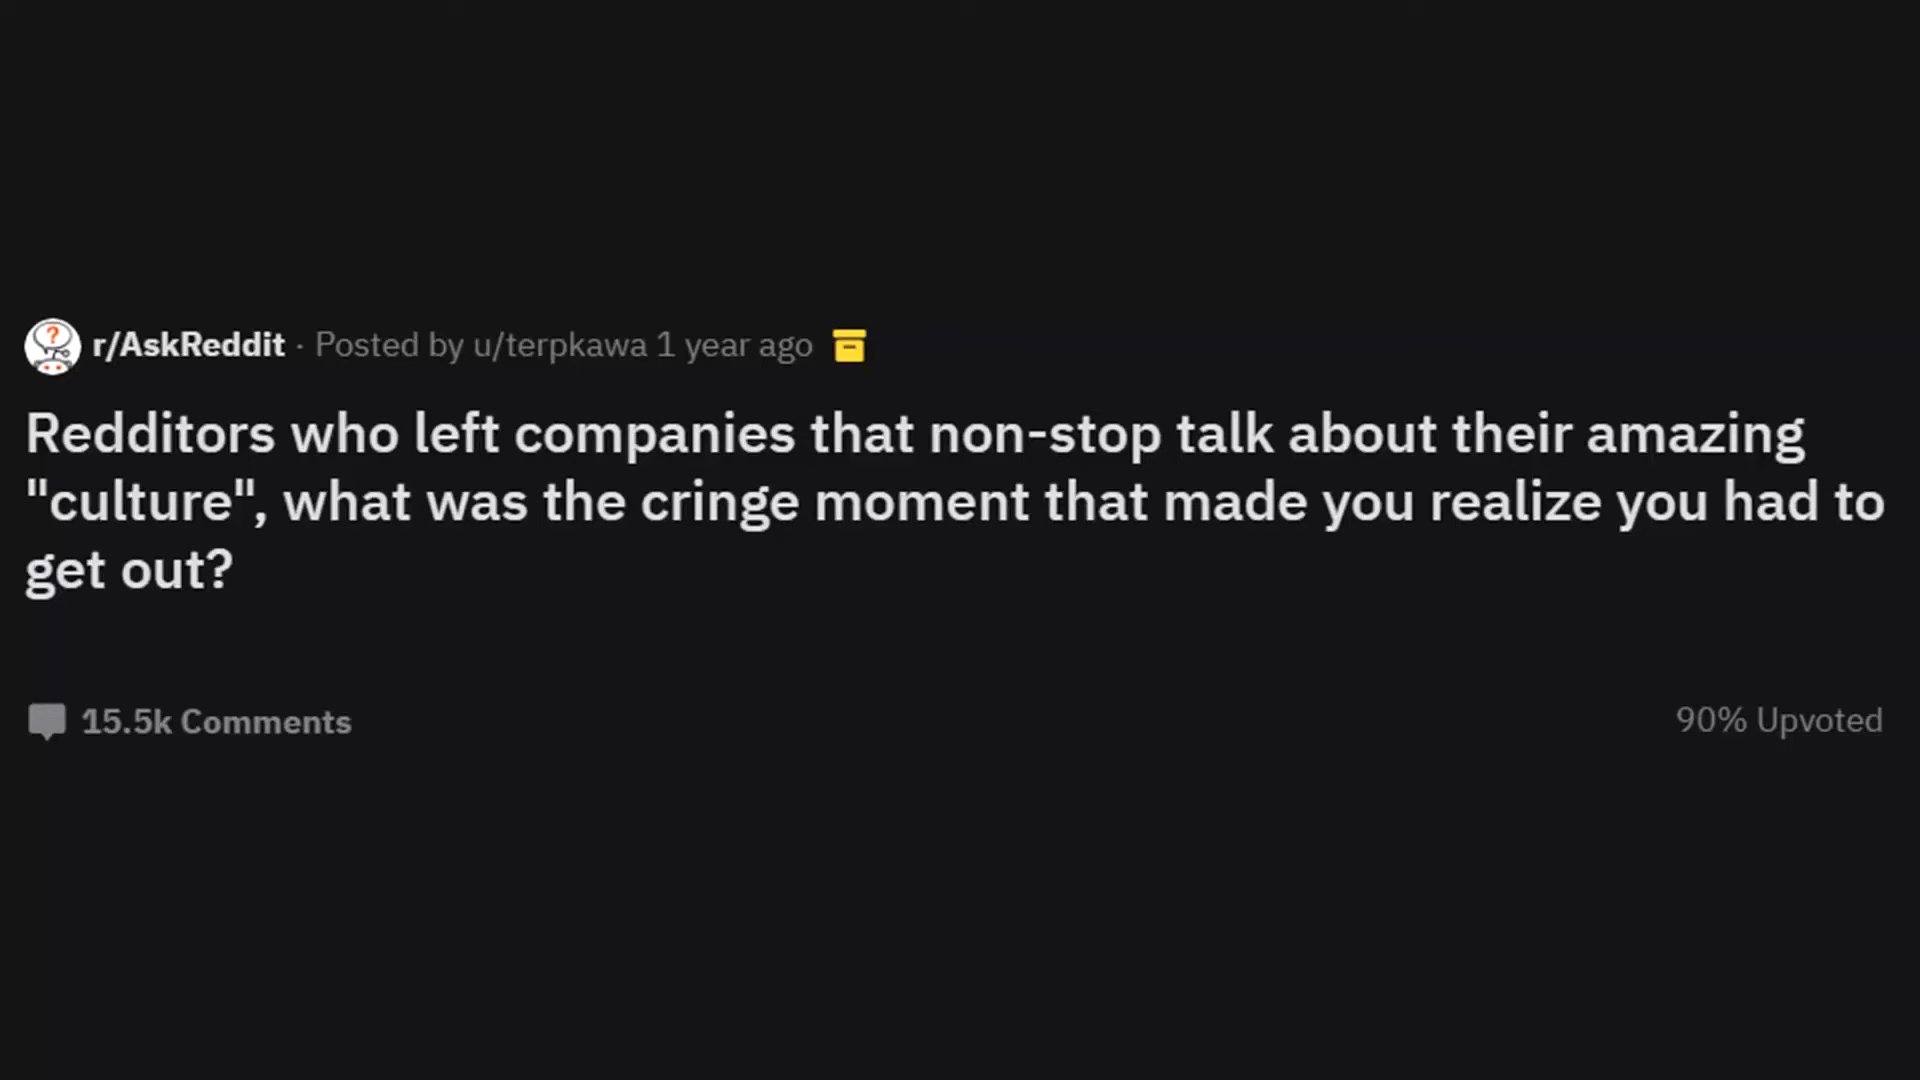 r/AskReddit · Posted by u/terpkawa 1 year ago
Redditors who left companies that non-stop talk about their amazing
"culture", what was the cringe moment that made you realize you had to
get out?
15.5k Comments
90% Upvoted